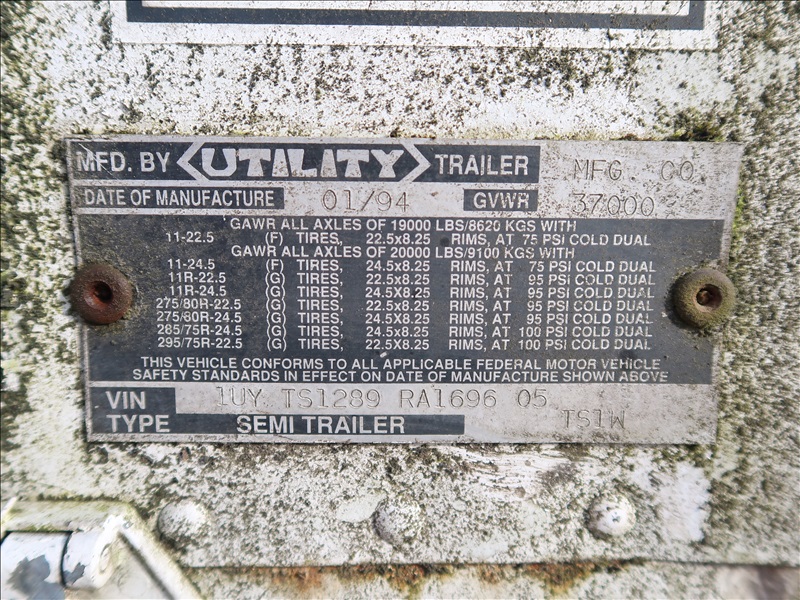 MFD. BY UTILITY TRAILER MFG. CO.
DATE OF MANUFACTURE 01/94 GVWR 37000
GAWR ALL AXLES OF 19000 LBS/8620 KGS WITH
11-22.5 (F) TIRES, 22.5x8.25 RIMS, AT 75 PSI COLD DUAL
GAWR ALL AXLES OF 20000 LBS/9100 KGS WITH
11-24.5 (F) TIRES, 24.5x8.25 RIMS, AT 75 PSI COLD DUAL
11R-22.5 (G) TIRES, 22.5x8.25 RIMS, AT 95 PSI COLD DUAL
11R-24.5 (G) TIRES, 24.5x8.25 RIMS, AT 95 PSI COLD DUAL
275/80R-22.5 (G) TIRES, 22.5x8.25 RIMS, AT 95 PSI COLD DUAL
275/80R-24.5 (G) TIRES, 24.5x8.25 RIMS, AT 95 PSI COLD DUAL
285/75R-24.5 (G) TIRES, 24.5x8.25 RIMS, AT 100 PSI COLD DUAL
295/75R-22.5 (G) TIRES, 22.5x8.25 RIMS, AT 100 PSI COLD DUAL
THIS VEHICLE CONFORMS TO ALL APPLICABLE FEDERAL MOTOR VEHICLE
SAFETY STANDARDS IN EFFECT ON DATE OF MANUFACTURE SHOWN ABOVE
VIN 1UY TS1289 RA1696 05
TYPE SEMI TRAILER TS1W